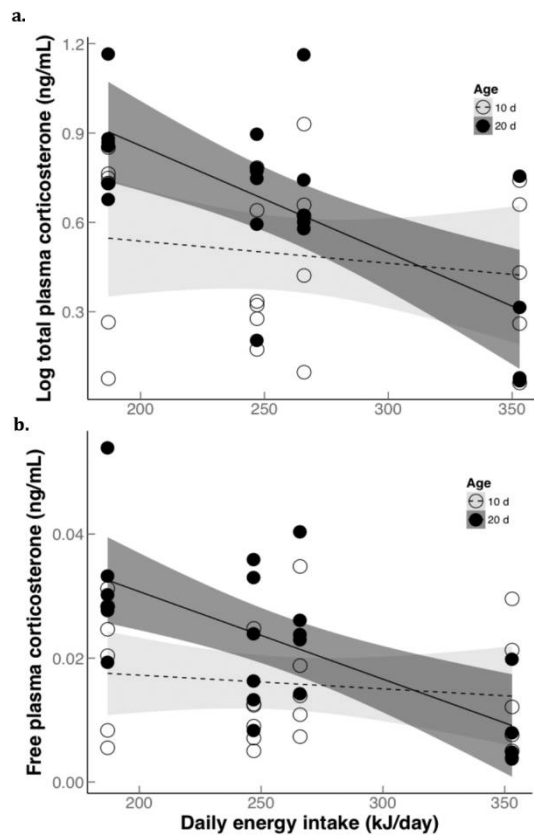 a.
Log total plasma corticosterone (ng/mL)
1.2
0.9
0.6
0.3
Age
10 d
20 d
200 250 300 350
b.
Free plasma corticosterone (ng/mL)
0.04
0.02
0.00
Age
10 d
20 d
200 250 300 350
Daily energy intake (kJ/day)